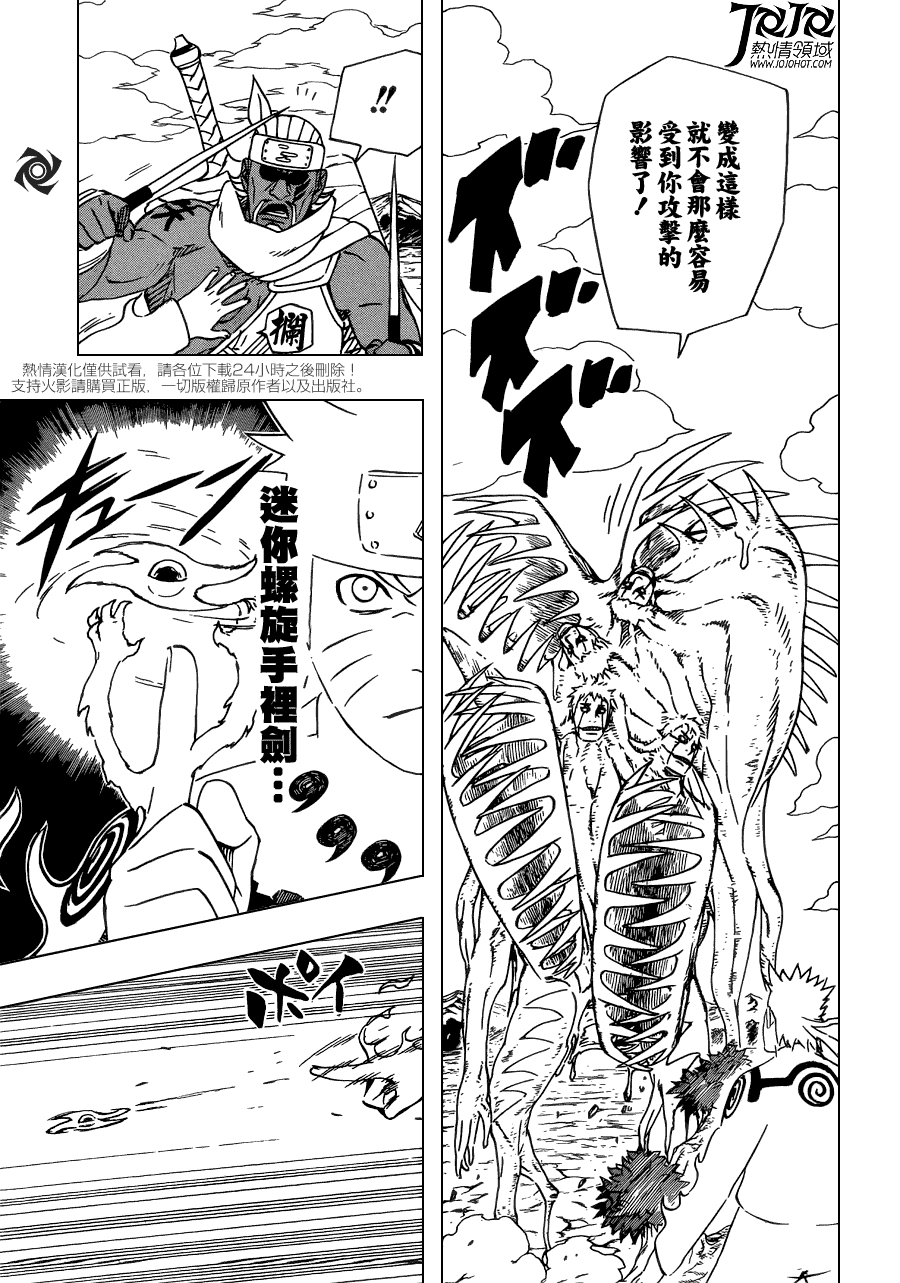 JOJO
熱情領域
WWW.JOJOHOT.COM
變成這樣
就不會那麼容易
受到你攻擊的
影響了!
ズズズ
!!
欄
熱情漢化僅供試看，請各位下載24小時之後刪除！
支持火影請購買正版，一切版權歸原作者以及出版社。
キューン
迷你螺旋手裡劍…
ポイ